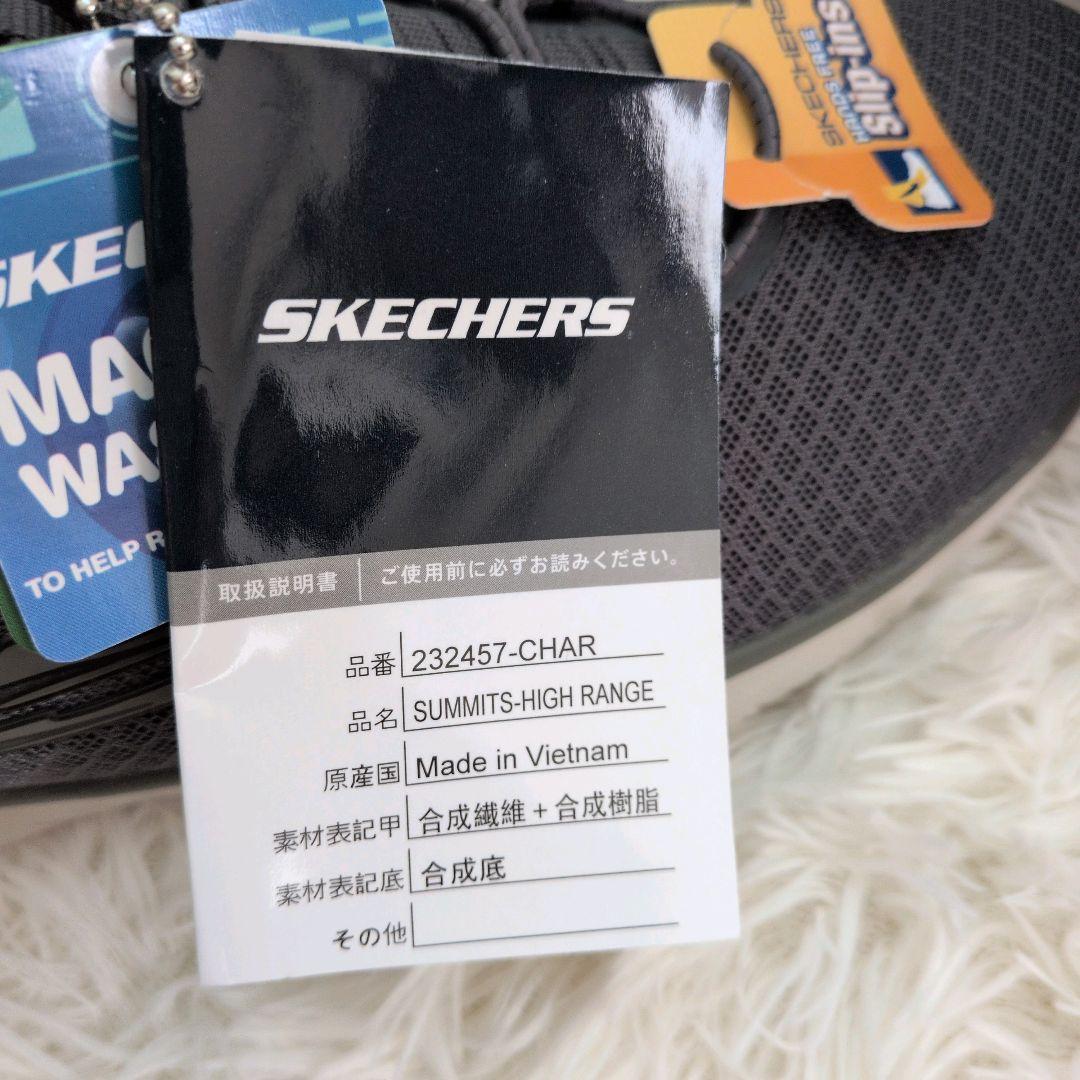 SKECHERS
Slip-ins
HANDS FREE
SKECHERS
TO HELP
SKECHERS
取扱説明書 ご使用前に必ずお読みください。
品番 232457-CHAR
品名 SUMMITS-HIGH RANGE
原産国 Made in Vietnam
素材表記甲 合成繊維+合成樹脂
素材表記底 合成底
その他